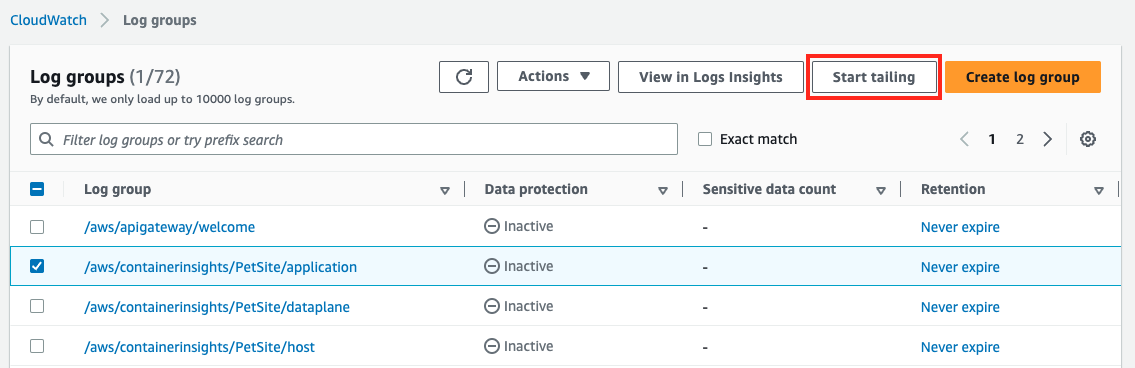 CloudWatch > Log groups
Log groups (1/72)
By default, we only load up to 10000 log groups.
Actions
View in Logs Insights
Start tailing
Create log group
Filter log groups or try prefix search
Exact match
1 2
Log group Data protection Sensitive data count Retention
/aws/apigateway/welcome Inactive - Never expire
/aws/containerinsights/PetSite/application Inactive - Never expire
/aws/containerinsights/PetSite/dataplane Inactive - Never expire
/aws/containerinsights/PetSite/host Inactive - Never expire